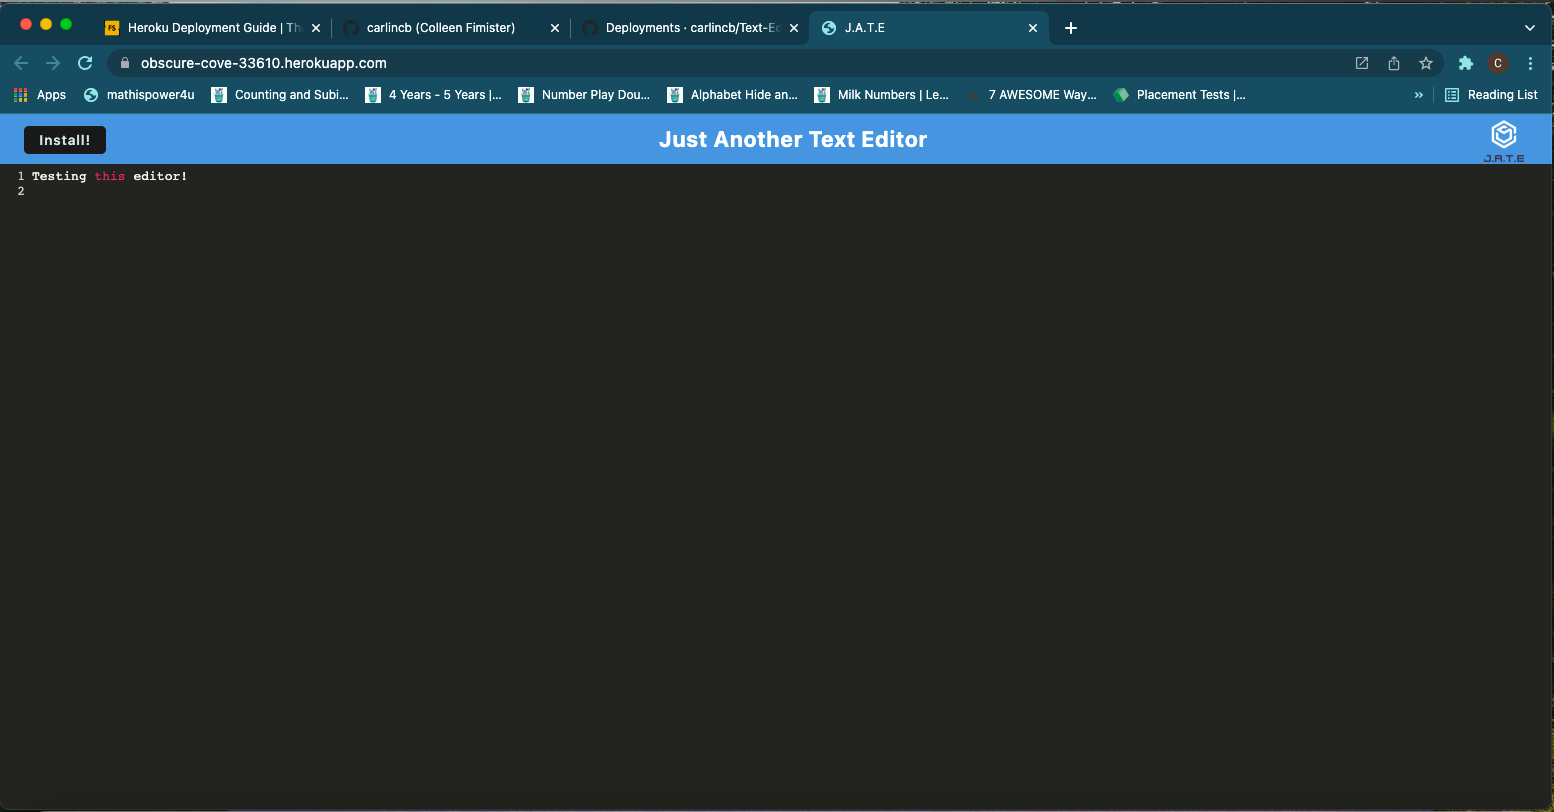 FS Heroku Deployment Guide | Th
carlincb (Colleen Fimister)
Deployments · carlincb/Text-Ed
J.A.T.E
obscure-cove-33610.herokuapp.com
C
Apps
mathispower4u
Counting and Subi...
4 Years - 5 Years |...
Number Play Dou...
Alphabet Hide an...
Milk Numbers | Le...
7 AWESOME Way...
Placement Tests |...
»
Reading List
Install!
Just Another Text Editor
J.A.T.E
1 Testing this editor!
2